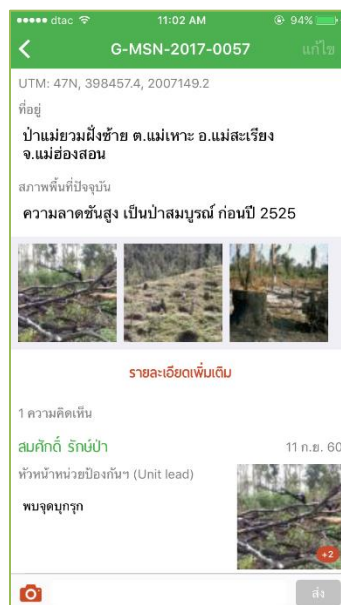 dtac 11:02 AM 94%
G-MSN-2017-0057 แก้ไข
UTM: 47N, 398457.4, 2007149.2
ที่อยู่
ป่าแม่ยวมฝั่งซ้าย ต.แม่เหาะ อ.แม่สะเรียง
จ.แม่ฮ่องสอน
สภาพพื้นที่ปัจจุบัน
ความลาดชันสูง เป็นป่าสมบูรณ์ ก่อนปี 2525
รายละเอียดเพิ่มเติม
1 ความคิดเห็น
สมศักดิ์ รักษ์ป่า 11 ก.ย. 60
หัวหน้าหน่วยป้องกันฯ (Unit lead)
พบจุดบุกรุก
+2
ส่ง